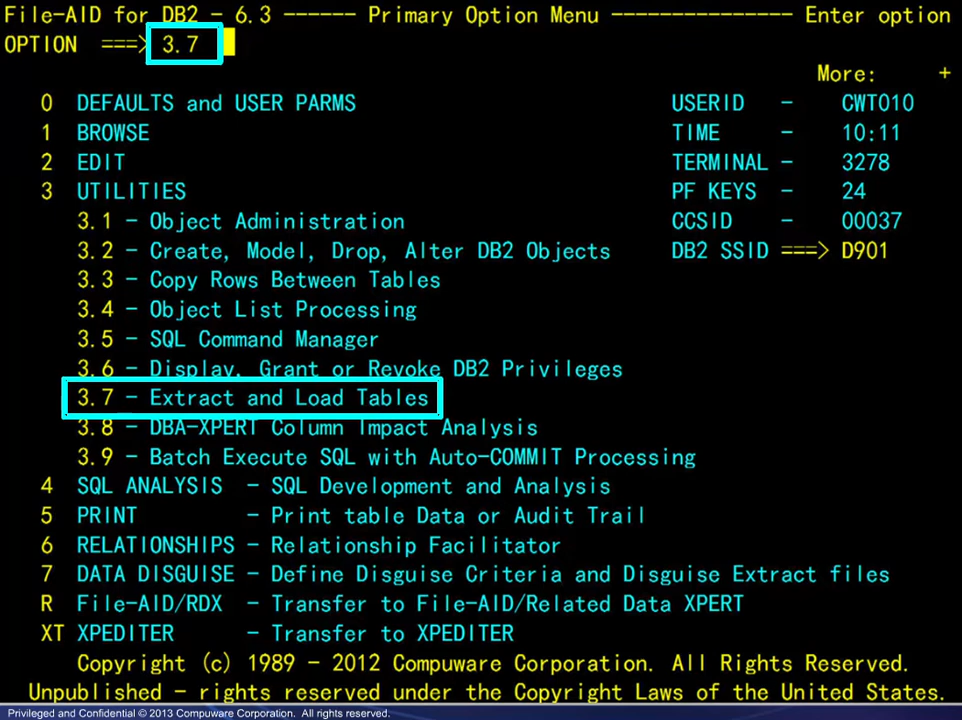 File-AID for DB2 - 6.3 ------ Primary Option Menu --------------- Enter option
OPTION ===> 3.7
More: +
0 DEFAULTS and USER PARMS USERID - CWT010
1 BROWSE TIME - 10:11
2 EDIT TERMINAL - 3278
3 UTILITIES PF KEYS - 24
3.1 - Object Administration CCSID - 00037
3.2 - Create, Model, Drop, Alter DB2 Objects DB2 SSID ===> D901
3.3 - Copy Rows Between Tables
3.4 - Object List Processing
3.5 - SQL Command Manager
3.6 - Display, Grant or Revoke DB2 Privileges
3.7 - Extract and Load Tables
3.8 - DBA-XPERT Column Impact Analysis
3.9 - Batch Execute SQL with Auto-COMMIT Processing
4 SQL ANALYSIS - SQL Development and Analysis
5 PRINT - Print table Data or Audit Trail
6 RELATIONSHIPS - Relationship Facilitator
7 DATA DISGUISE - Define Disguise Criteria and Disguise Extract files
R File-AID/RDX - Transfer to File-AID/Related Data XPERT
XT XPEDITER - Transfer to XPEDITER
Copyright (c) 1989 - 2012 Compuware Corporation. All Rights Reserved.
Unpublished - rights reserved under the Copyright Laws of the United States.
Privileged and Confidential © 2013 Compuware Corporation. All rights reserved.